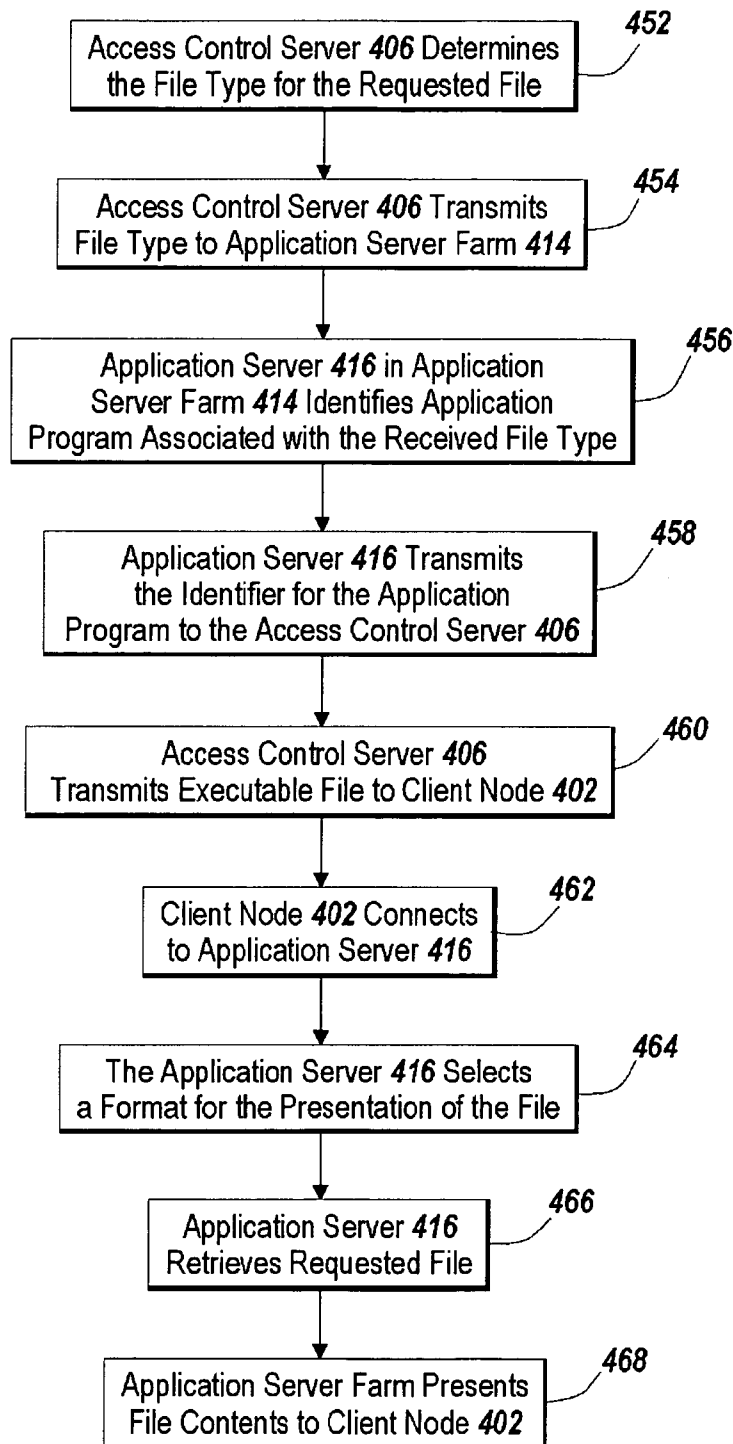 452
Access Control Server 406 Determines
the File Type for the Requested File
454
Access Control Server 406 Transmits
File Type to Application Server Farm 414
456
Application Server 416 in Application
Server Farm 414 Identifies Application
Program Associated with the Received File Type
458
Application Server 416 Transmits
the Identifier for the Application
Program to the Access Control Server 406
460
Access Control Server 406
Transmits Executable File to Client Node 402
462
Client Node 402 Connects
to Application Server 416
464
The Application Server 416 Selects
a Format for the Presentation of the File
466
Application Server 416
Retrieves Requested File
468
Application Server Farm Presents
File Contents to Client Node 402